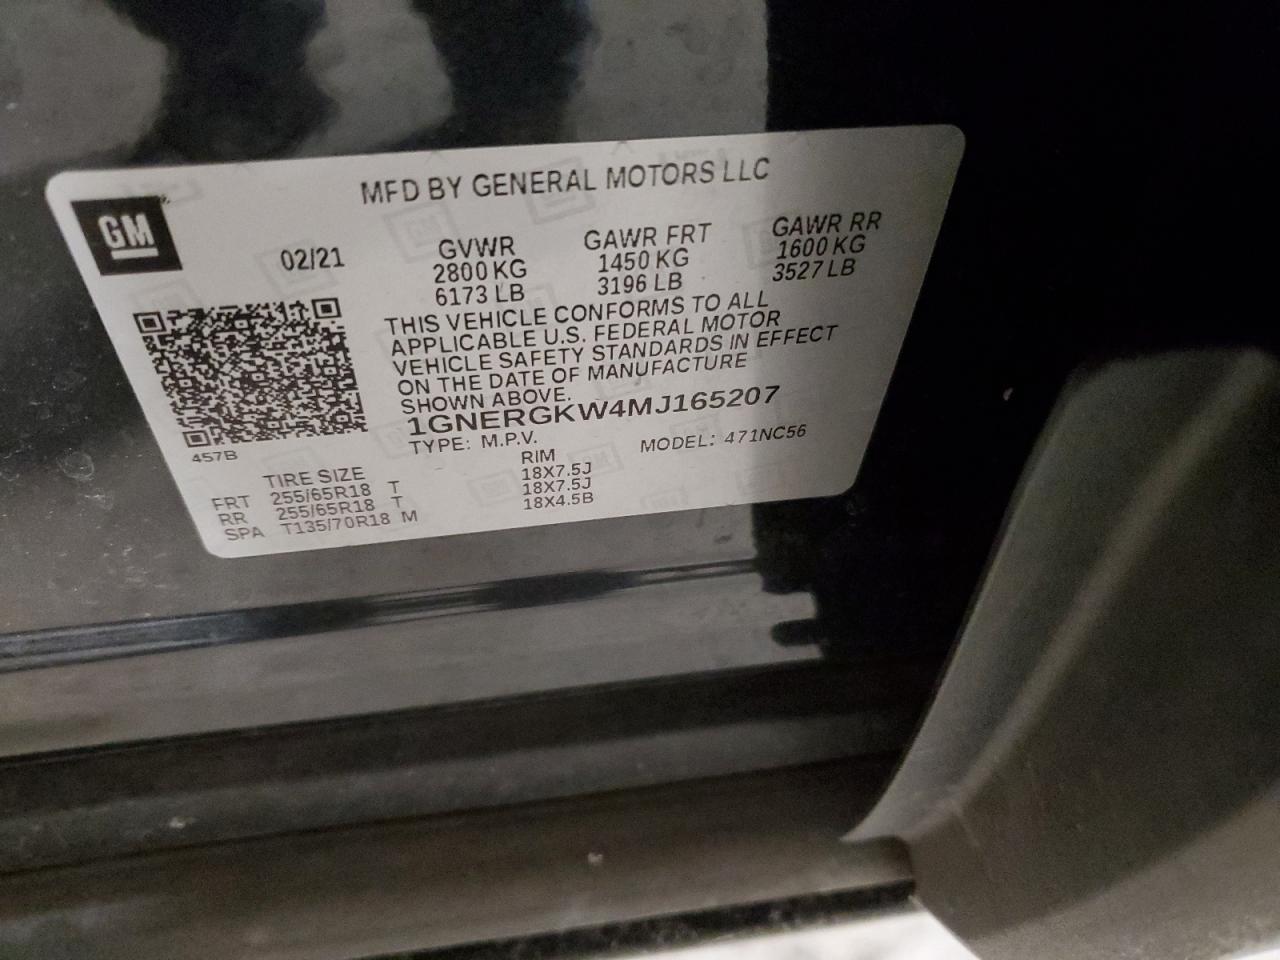 MFD BY GENERAL MOTORS LLC
GM
02/21
GVWR
2800 KG
6173 LB
GAWR FRT
1450 KG
3196 LB
GAWR RR
1600 KG
3527 LB
THIS VEHICLE CONFORMS TO ALL
APPLICABLE U.S. FEDERAL MOTOR
VEHICLE SAFETY STANDARDS IN EFFECT
ON THE DATE OF MANUFACTURE
SHOWN ABOVE.
1GNERGKW4MJ165207
TYPE: M.P.V.
MODEL: 471NC56
457B
TIRE SIZE RIM
FRT 255/65R18 T 18X7.5J
RR 255/65R18 T 18X7.5J
SPA T135/70R18 M 18X4.5B